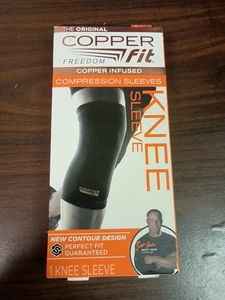 THE ORIGINAL
COPPER
FREEDOM fit
COPPER INFUSED
COMPRESSION SLEEVES
KNEE
SLEEVE
COPPER
NEW CONTOUR DESIGN
PERFECT FIT
GUARANTEED
1 KNEE SLEEVE